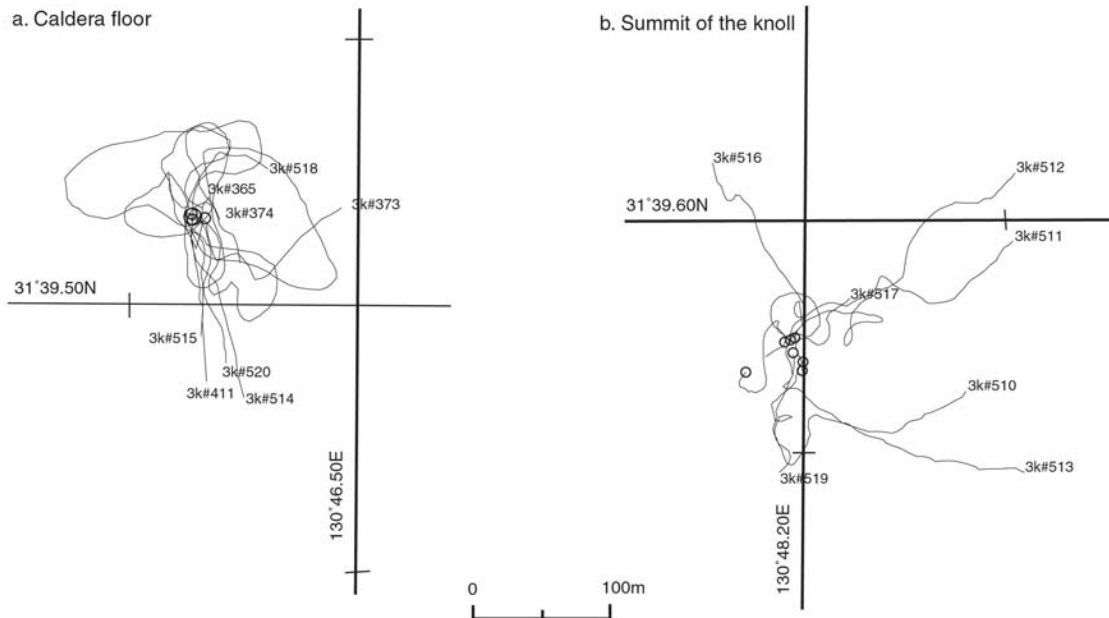 a. Caldera floor
3k#518
3k#365
3k#374
3k#373
31°39.50N
3k#515
3k#520
3k#411
3k#514
130°46.50E
b. Summit of the knoll
3k#516
3k#512
31°39.60N
3k#511
3k#517
3k#510
3k#513
3k#519
130°48.20E
0
100m